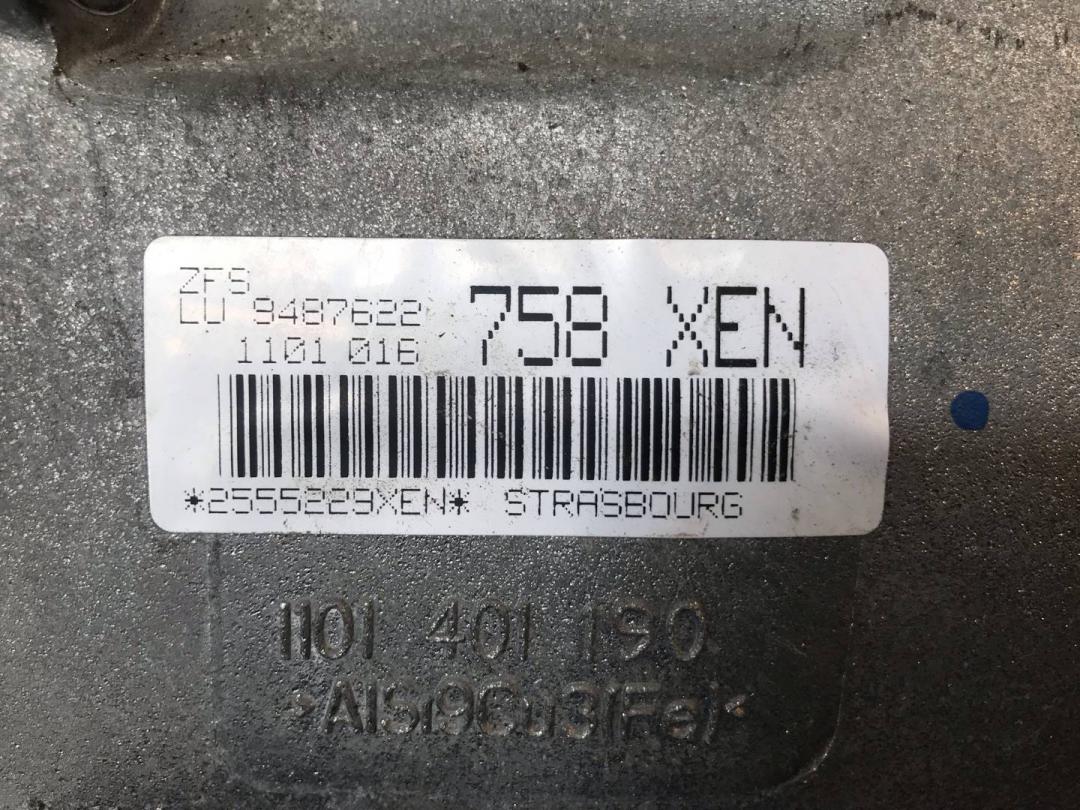 ZFS
LU 9487622
1101 016
758 XEN
*2555229XEN* STRASBOURG
1101 401 190
>AlSi9Cu3(Fe)<